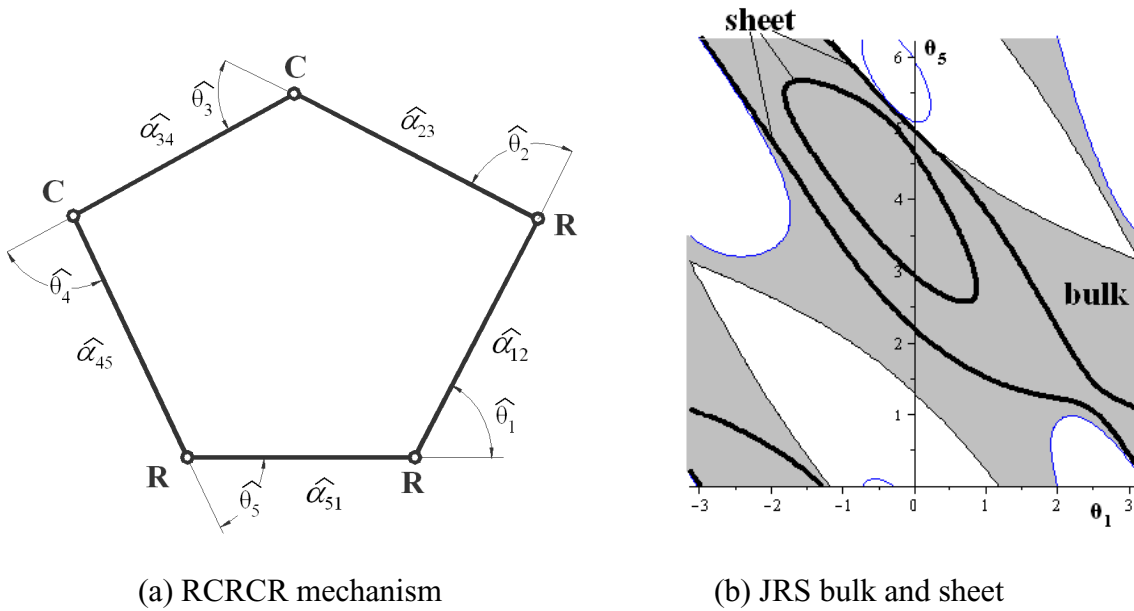 C
θ̂₃
α̂₃₄
α̂₂₃
θ̂₂
C
R
θ̂₄
α̂₄₅
α̂₁₂
θ̂₁
R
R
θ̂₅
α̂₅₁
(a) RCRCR mechanism
sheet
θ₅
6
5
4
3
bulk
2
1
-3 -2 -1 0 1 2 3
θ₁
(b) JRS bulk and sheet